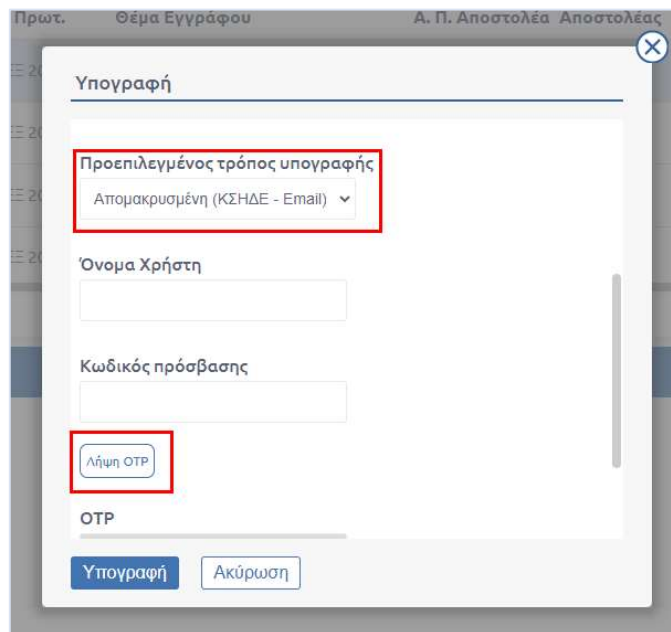 Πρωτ. Θέμα Εγγράφου Α. Π. Αποστολέα Αποστολέας
Υπογραφή
Προεπιλεγμένος τρόπος υπογραφής
Απομακρυσμένη (ΚΣΗΔΕ - Email)
Όνομα Χρήστη
Κωδικός πρόσβασης
Λήψη OTP
OTP
Υπογραφή Ακύρωση